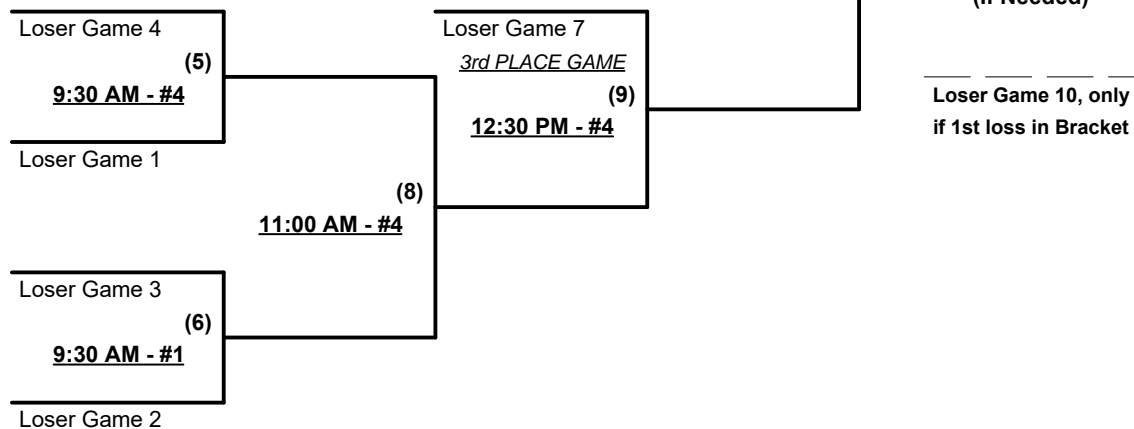 (If Needed)
Loser Game 4
Loser Game 7
(5)
3rd PLACE GAME
9:30 AM - #4
(9)
Loser Game 10, only
12:30 PM - #4
if 1st loss in Bracket
Loser Game 1
(8)
11:00 AM - #4
Loser Game 3
(6)
9:30 AM - #1
Loser Game 2